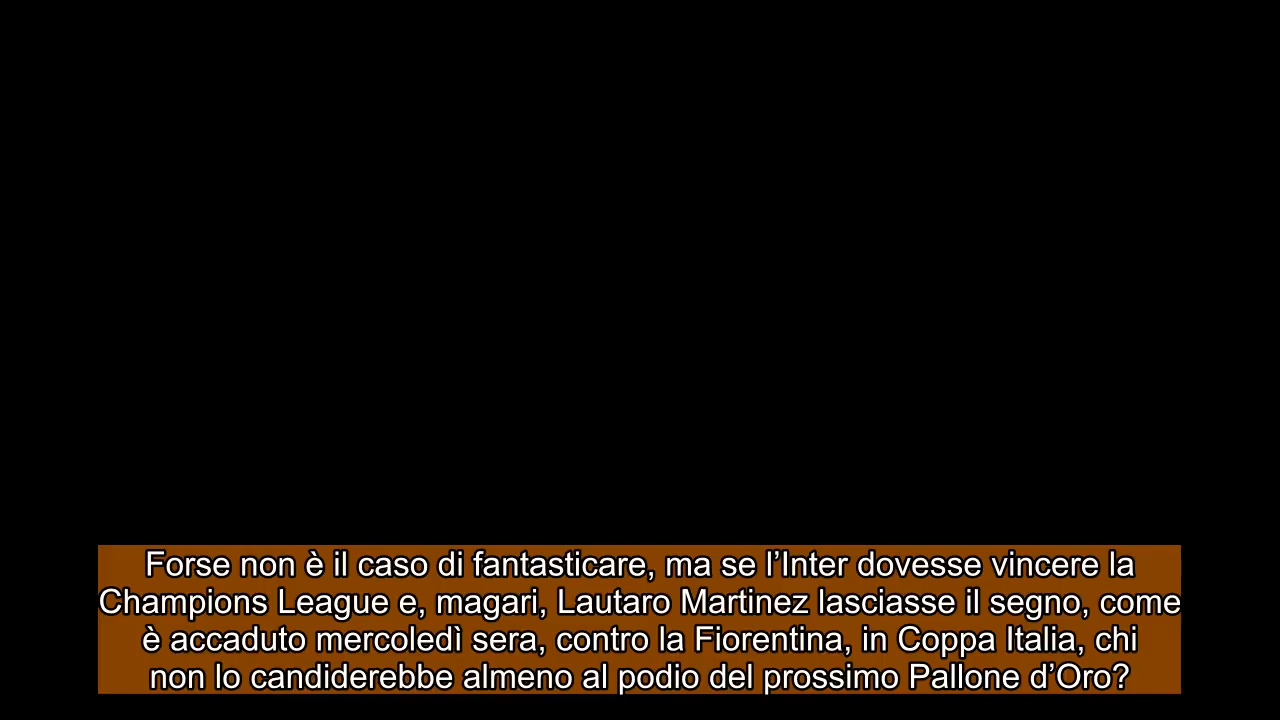 Forse non è il caso di fantasticare, ma se l’Inter dovesse vincere la
Champions League e, magari, Lautaro Martinez lasciasse il segno, come
è accaduto mercoledì sera, contro la Fiorentina, in Coppa Italia, chi
non lo candiderebbe almeno al podio del prossimo Pallone d’Oro?